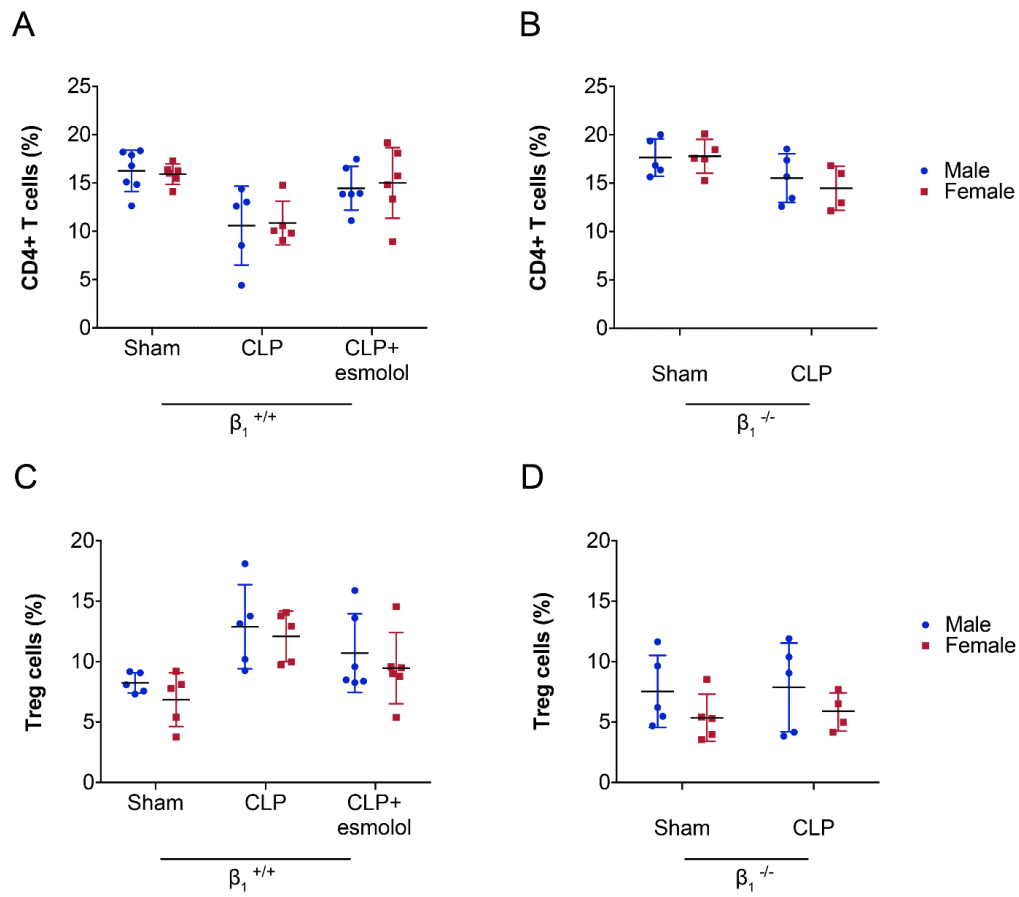 A
B
CD4+ T cells (%)
25
20
15
10
5
0
Sham
CLP
CLP+
esmolol
β1 +/+
CD4+ T cells (%)
25
20
15
10
5
0
Sham
CLP
β1 -/-
Male
Female
C
D
Treg cells (%)
20
15
10
5
0
Sham
CLP
CLP+
esmolol
β1 +/+
Treg cells (%)
20
15
10
5
0
Sham
CLP
β1 -/-
Male
Female